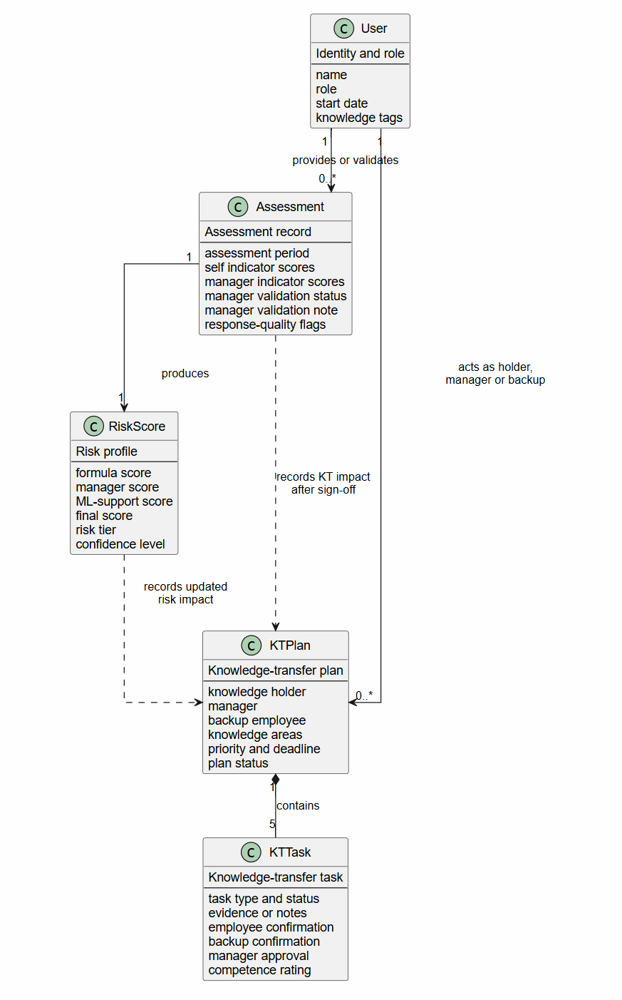 C User
Identity and role
name
role
start date
knowledge tags
1
1
provides or validates
0..*
C Assessment
Assessment record
assessment period
self indicator scores
manager indicator scores
manager validation status
manager validation note
response-quality flags
1
produces
acts as holder,
manager or backup
1
C RiskScore
Risk profile
formula score
manager score
ML-support score
final score
risk tier
confidence level
records KT impact
after sign-off
records updated
risk impact
C KTPlan
Knowledge-transfer plan
knowledge holder
manager
backup employee
knowledge areas
priority and deadline
plan status
0..*
1
contains
5
C KTTask
Knowledge-transfer task
task type and status
evidence or notes
employee confirmation
backup confirmation
manager approval
competence rating